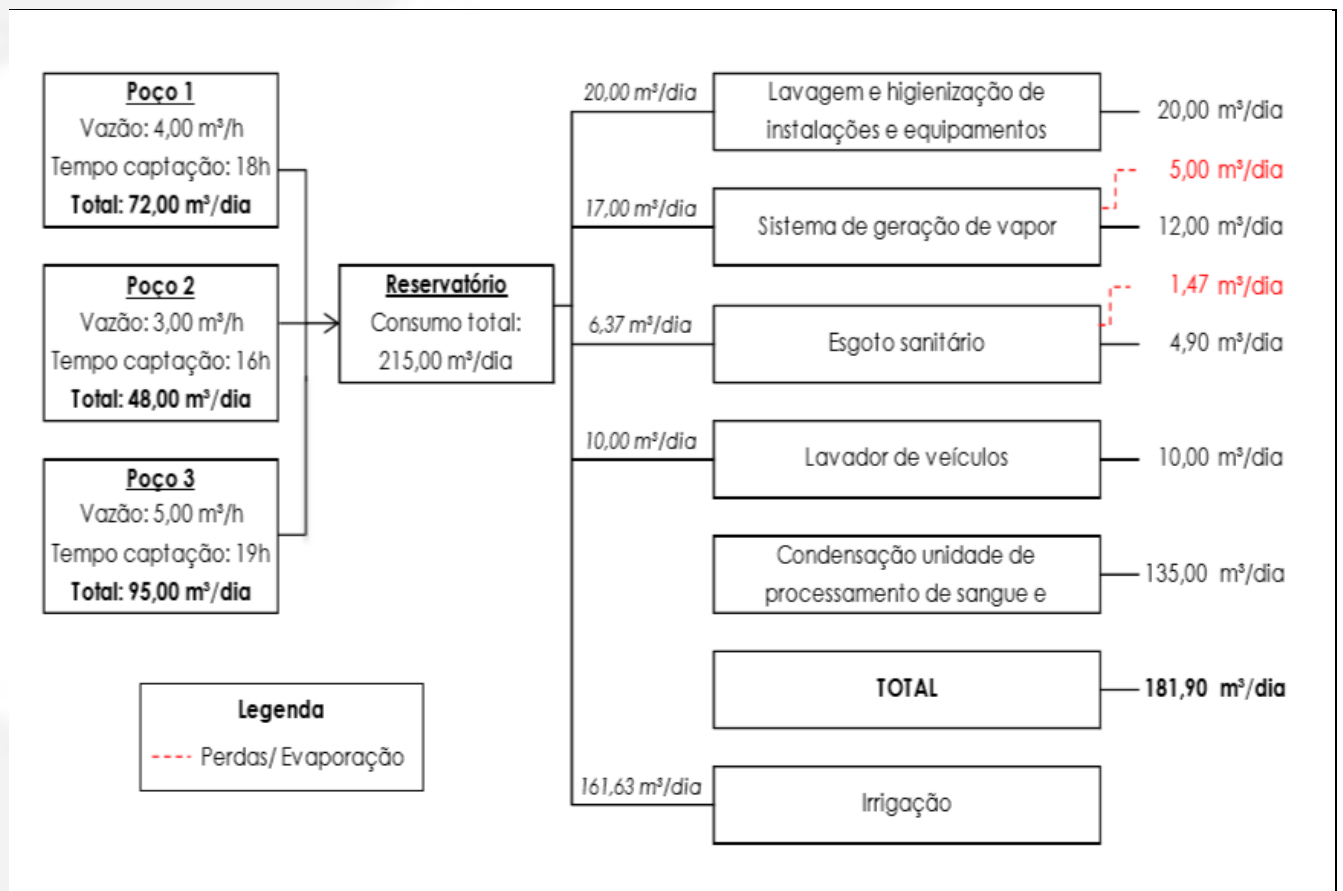 Poço 1
Vazão: 4,00 m³/h
Tempo captação: 18h
Total: 72,00 m³/dia
Poço 2
Vazão: 3,00 m³/h
Tempo captação: 16h
Total: 48,00 m³/dia
Poço 3
Vazão: 5,00 m³/h
Tempo captação: 19h
Total: 95,00 m³/dia
Reservatório
Consumo total:
215,00 m³/dia
20,00 m³/dia
Lavagem e higienização de
instalações e equipamentos
20,00 m³/dia
17,00 m³/dia
Sistema de geração de vapor
5,00 m³/dia
12,00 m³/dia
6,37 m³/dia
Esgoto sanitário
1,47 m³/dia
4,90 m³/dia
10,00 m³/dia
Lavador de veículos
10,00 m³/dia
Condensação unidade de
processamento de sangue e
135,00 m³/dia
TOTAL
181,90 m³/dia
161,63 m³/dia
Irrigação
Legenda
Perdas/ Evaporação